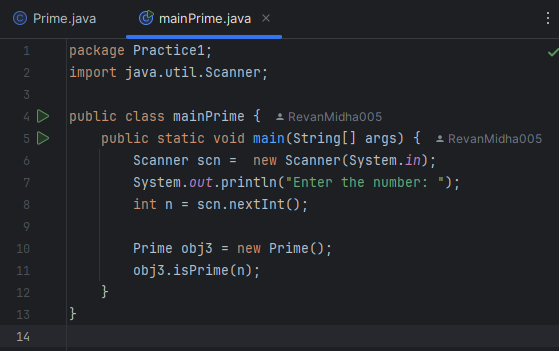 Prime.java mainPrime.java
1 package Practice1;
2 import java.util.Scanner;
3
4 public class mainPrime { RevanMidha005
5 public static void main(String[] args) { RevanMidha005
6 Scanner scn =  new Scanner(System.in);
7 System.out.println("Enter the number: ");
8 int n = scn.nextInt();
9
10 Prime obj3 = new Prime();
11 obj3.isPrime(n);
12 }
13 }
14